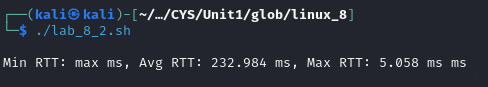 ┌──(kali㉿kali)-[~/…/CYS/Unit1/glob/linux_8]
└─$ ./lab_8_2.sh
Min RTT: max ms, Avg RTT: 232.984 ms, Max RTT: 5.058 ms ms